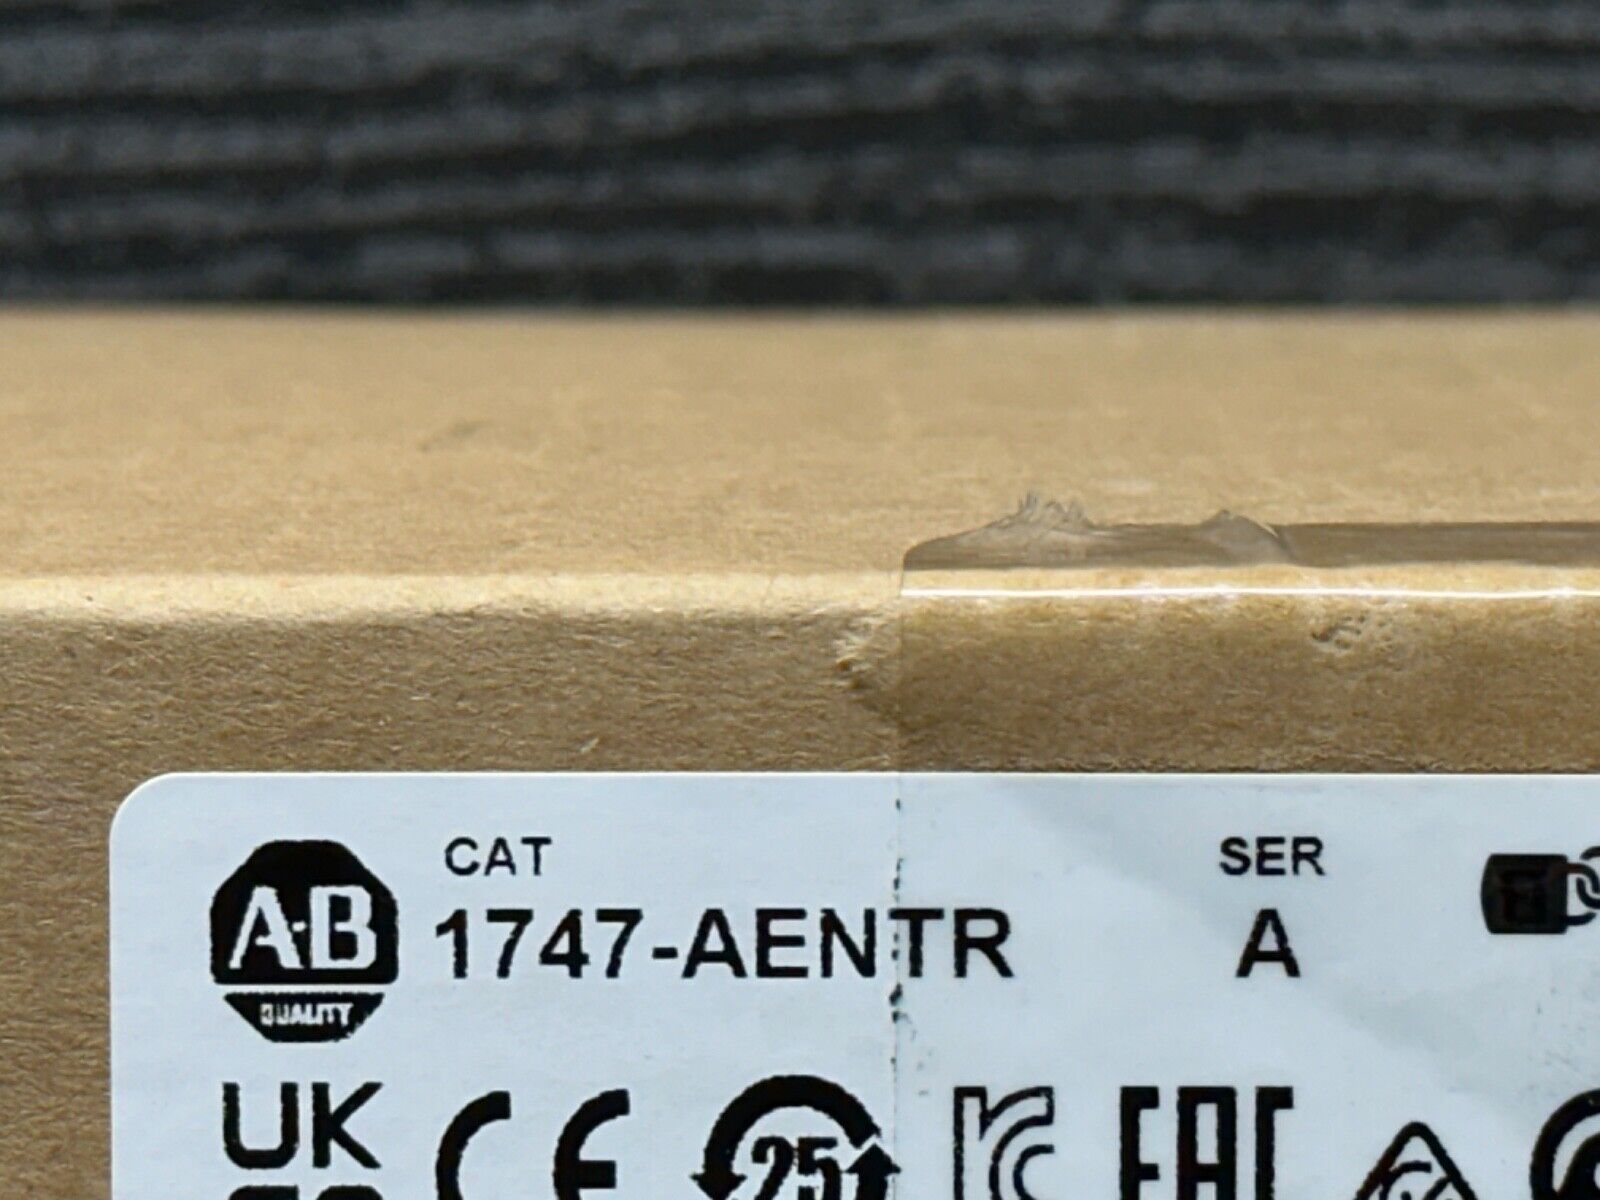 CAT
SER
A-B
QUALITY
1747-AENTR
A
UK
CE
25
EAC